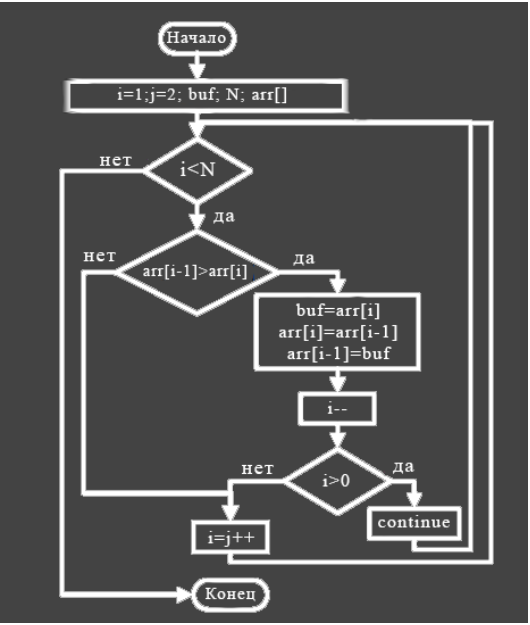 Начало
i=1;j=2; buf; N; arr[]
нет
i<N
да
нет
arr[i-1]>arr[i]
да
buf=arr[i]
arr[i]=arr[i-1]
arr[i-1]=buf
i--
нет
i>0
да
continue
i=j++
Конец